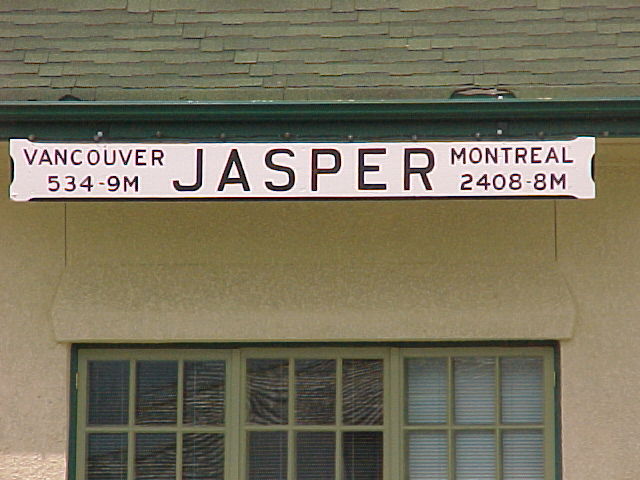 VANCOUVER
534-9M
JASPER
MONTREAL
2408-8M